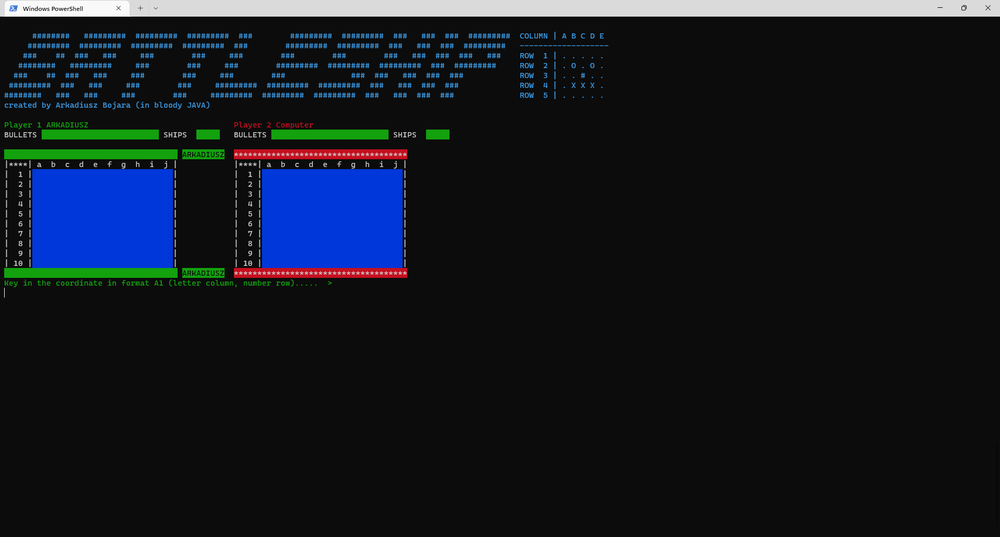 Windows PowerShell
      ########   #########  #########  #########  ###        #########  #########  ###   ###  ###  #########  COLUMN | A B C D E
     #########  #########  #########  #########  ###        #########  #########  ###   ###  ###  #########   -------------------
    ###    ##  ###   ###     ###        ###     ###        ###        ###        ###   ###  ###  ###   ###    ROW  1 | . . . . .
   ########   #########     ###        ###     ###        #########  #########  #########  ###  #########     ROW  2 | . O . O .
  ###    ##  ###   ###     ###        ###     ###        ###              ###  ###   ###  ###  ###            ROW  3 | . . # . .
 #########  ###   ###     ###        ###     #########  #########  #########  ###   ###  ###  ###             ROW  4 | . X X X .
########   ###   ###     ###        ###     #########  #########  #########  ###   ###  ###  ###              ROW  5 | . . . . .
created by Arkadiusz Bojara (in bloody JAVA)
Player 1 ARKADIUSZ                               Player 2 Computer
BULLETS                           SHIPS          BULLETS                           SHIPS
                                      ARKADIUSZ  *************************************
|****| a  b  c  d  e  f  g  h  i  j |            |****| a  b  c  d  e  f  g  h  i  j |
|  1 |                              |            |  1 |                              |
|  2 |                              |            |  2 |                              |
|  3 |                              |            |  3 |                              |
|  4 |                              |            |  4 |                              |
|  5 |                              |            |  5 |                              |
|  6 |                              |            |  6 |                              |
|  7 |                              |            |  7 |                              |
|  8 |                              |            |  8 |                              |
|  9 |                              |            |  9 |                              |
| 10 |                              |            | 10 |                              |
                                      ARKADIUSZ  *************************************
Key in the coordinate in format A1 (letter column, number row).....  >